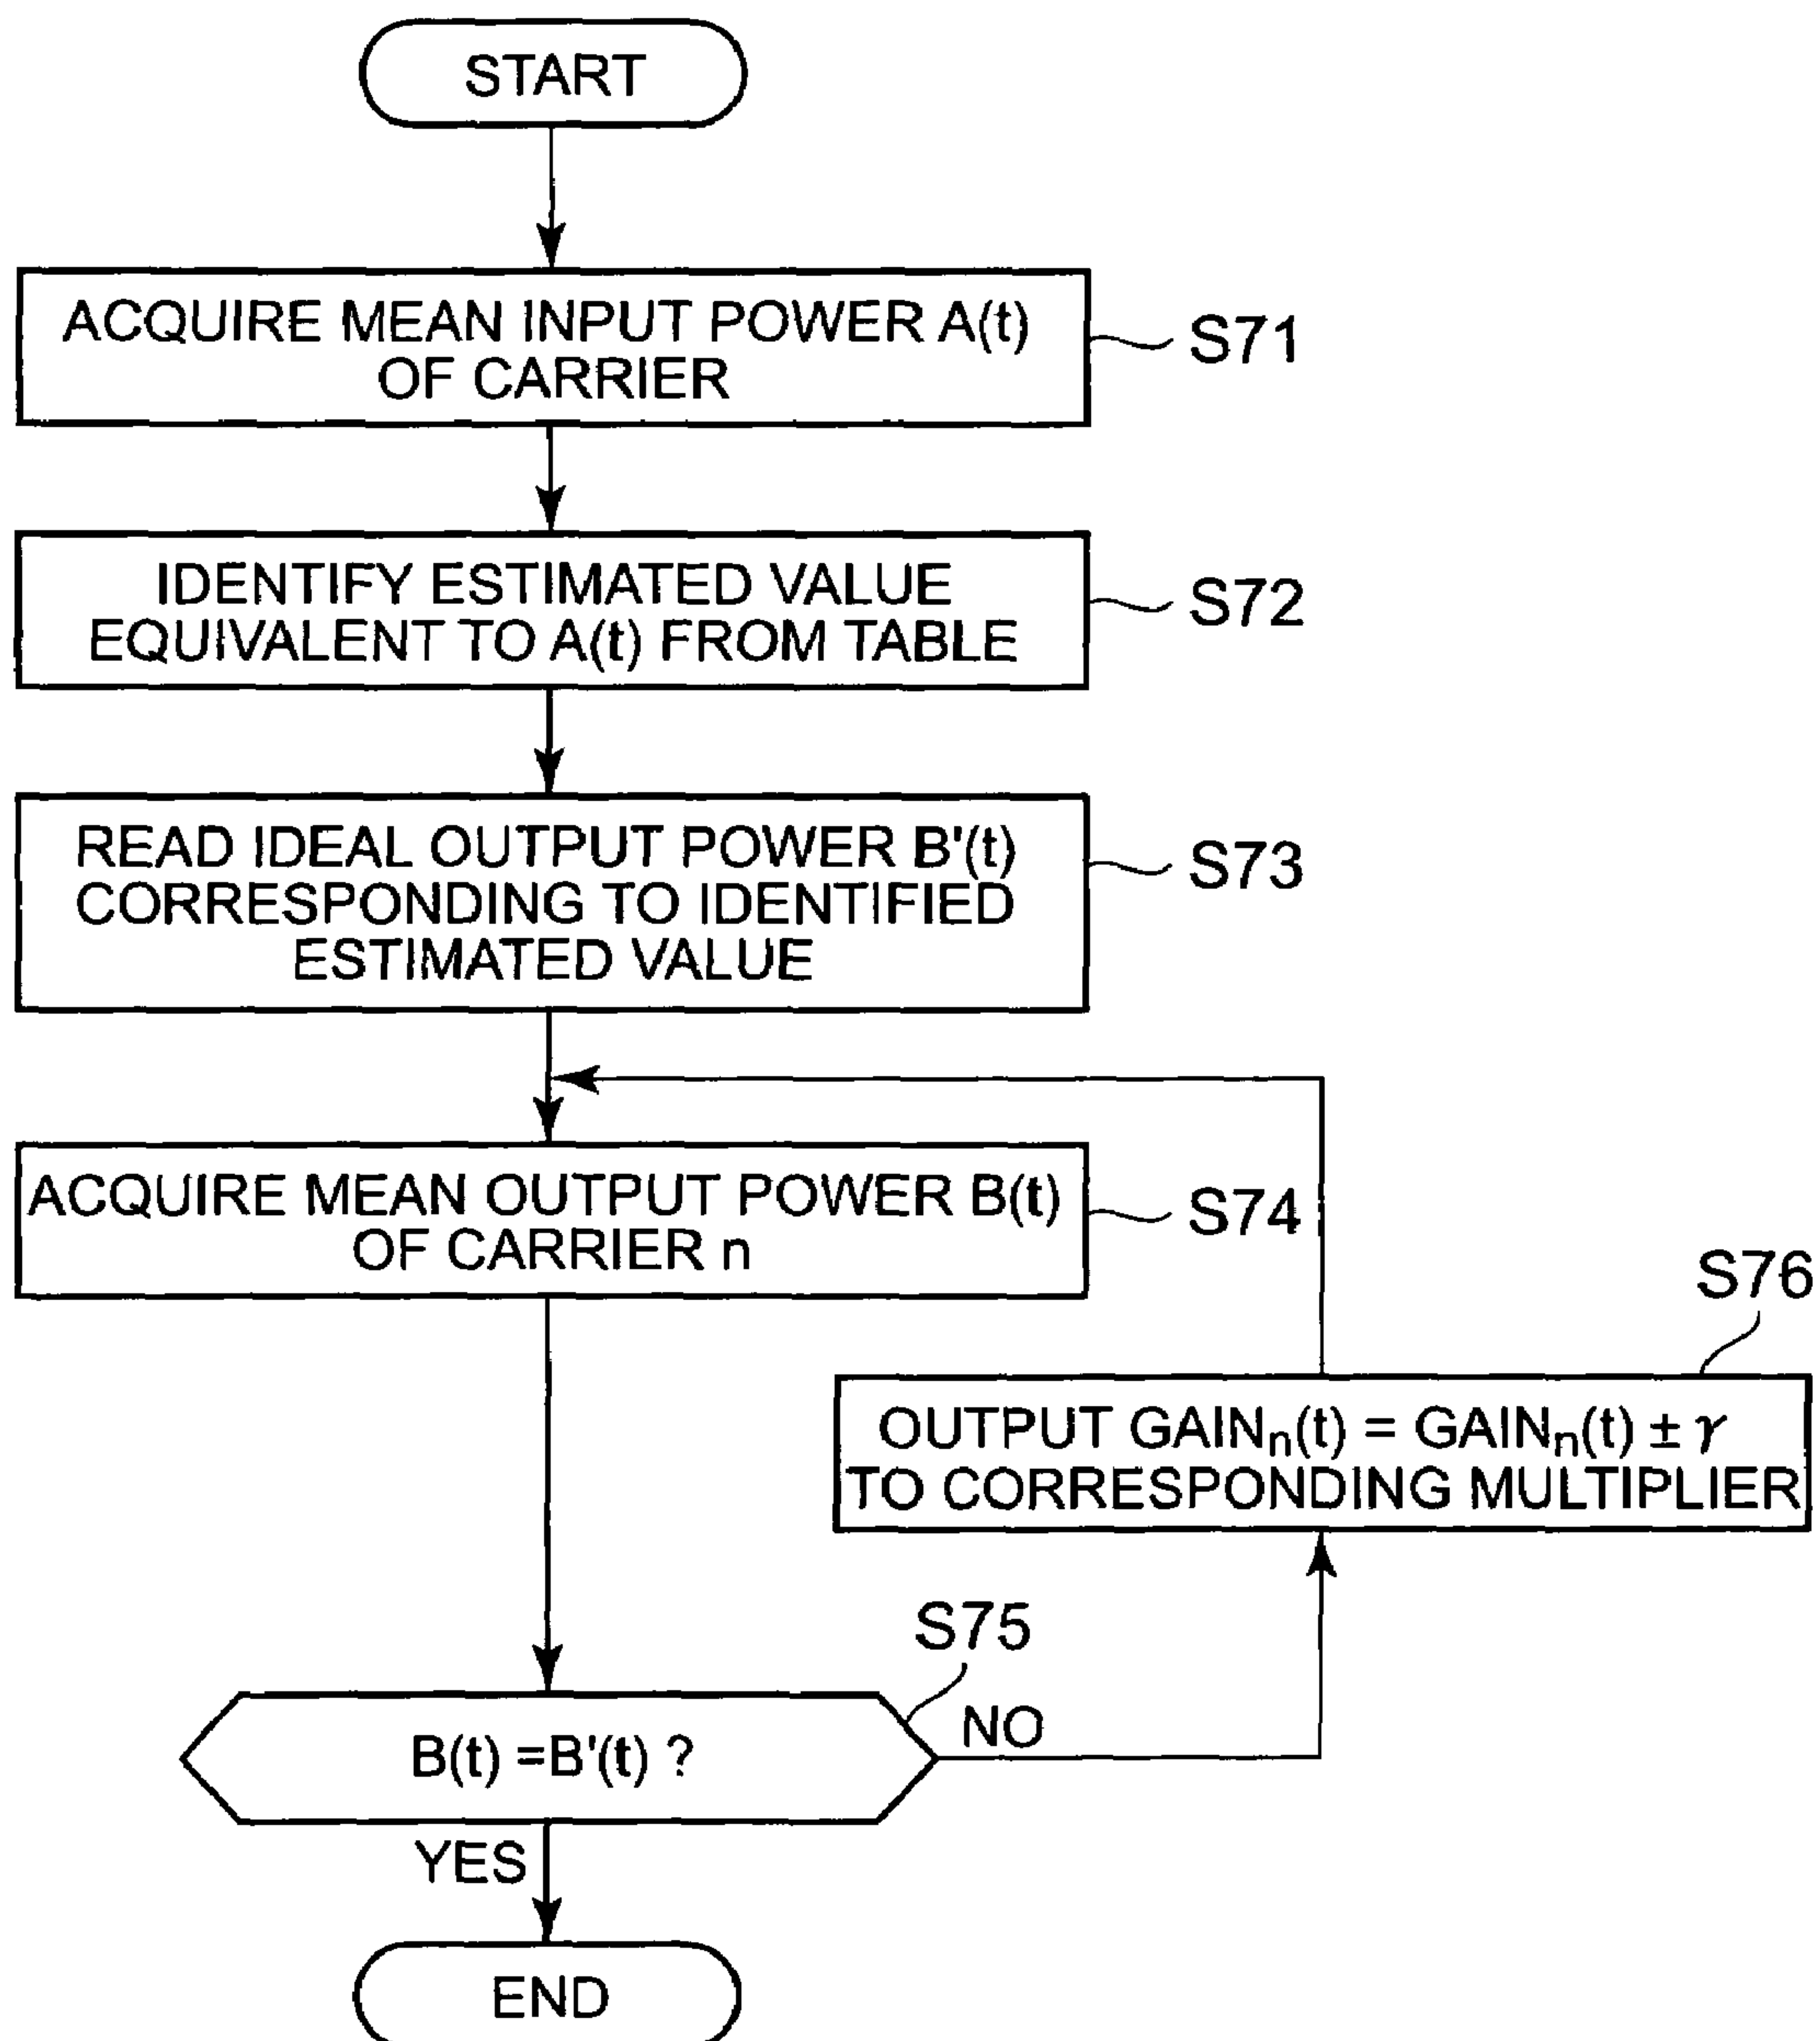 START
ACQUIRE MEAN INPUT POWER A(t)
OF CARRIER
S71
IDENTIFY ESTIMATED VALUE
EQUIVALENT TO A(t) FROM TABLE
S72
READ IDEAL OUTPUT POWER B'(t)
CORRESPONDING TO IDENTIFIED
ESTIMATED VALUE
S73
ACQUIRE MEAN OUTPUT POWER B(t)
OF CARRIER n
S74
S76
OUTPUT GAINn(t) = GAINn(t) ± γ
TO CORRESPONDING MULTIPLIER
S75
B(t) =B'(t) ?
NO
YES
END